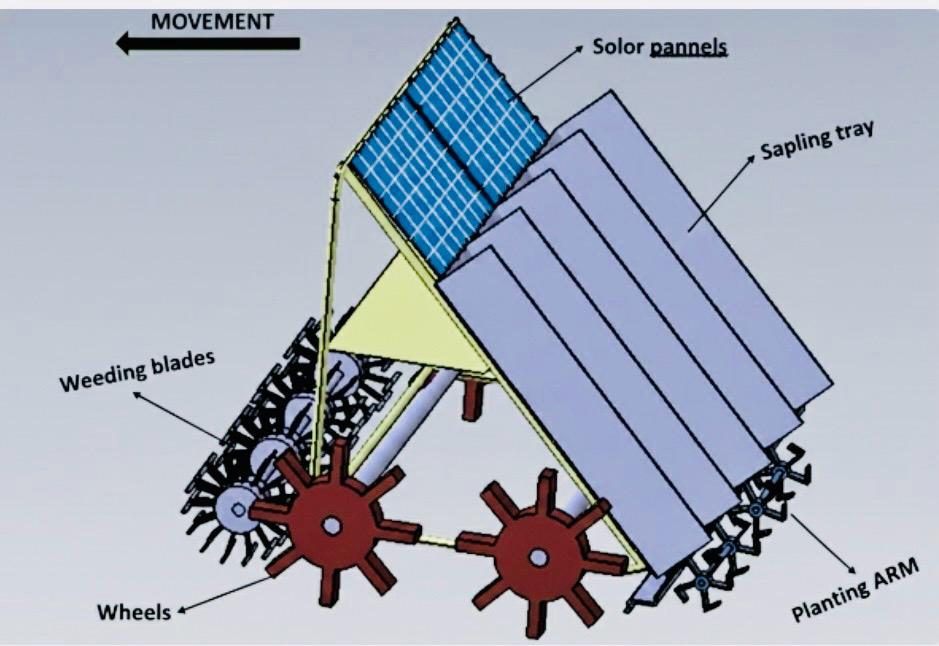 MOVEMENT
Solor pannels
Sapling tray
Weeding blades
Wheels
Planting ARM